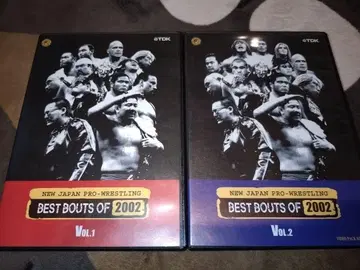 TDK
NEW JAPAN PRO-WRESTLING
BEST BOUTS OF 2002
VOL.1
TDK
NEW JAPAN PRO-WRESTLING
BEST BOUTS OF 2002
VOL.2